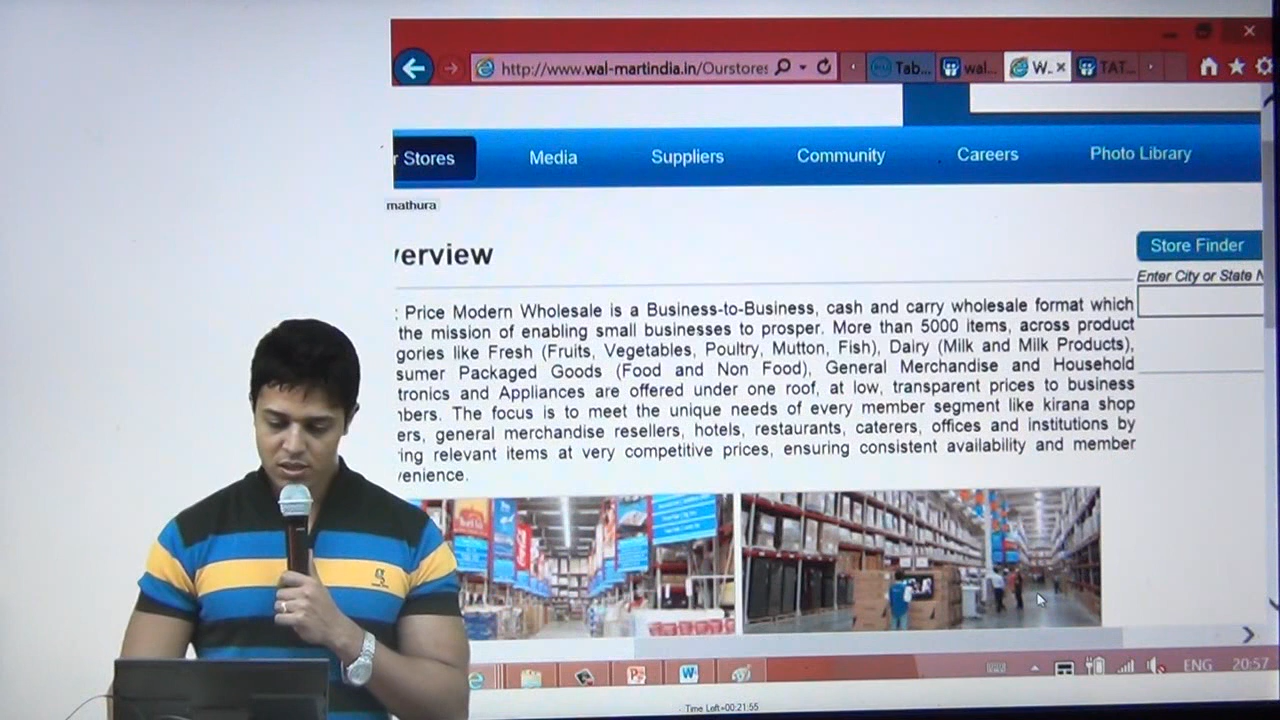 http://www.wal-martindia.in/Ourstores
Tab...
wal...
W...
TAT...
r Stores
Media
Suppliers
Community
Careers
Photo Library
mathura
verview
Store Finder
Enter City or State N
: Price Modern Wholesale is a Business-to-Business, cash and carry wholesale format which
the mission of enabling small businesses to prosper. More than 5000 items, across product
gories like Fresh (Fruits, Vegetables, Poultry, Mutton, Fish), Dairy (Milk and Milk Products),
sumer Packaged Goods (Food and Non Food), General Merchandise and Household
tronics and Appliances are offered under one roof, at low, transparent prices to business
nbers. The focus is to meet the unique needs of every member segment like kirana shop
ers, general merchandise resellers, hotels, restaurants, caterers, offices and institutions by
ring relevant items at very competitive prices, ensuring consistent availability and member
venience.
ENG
20:57
Time Left+00:21:55